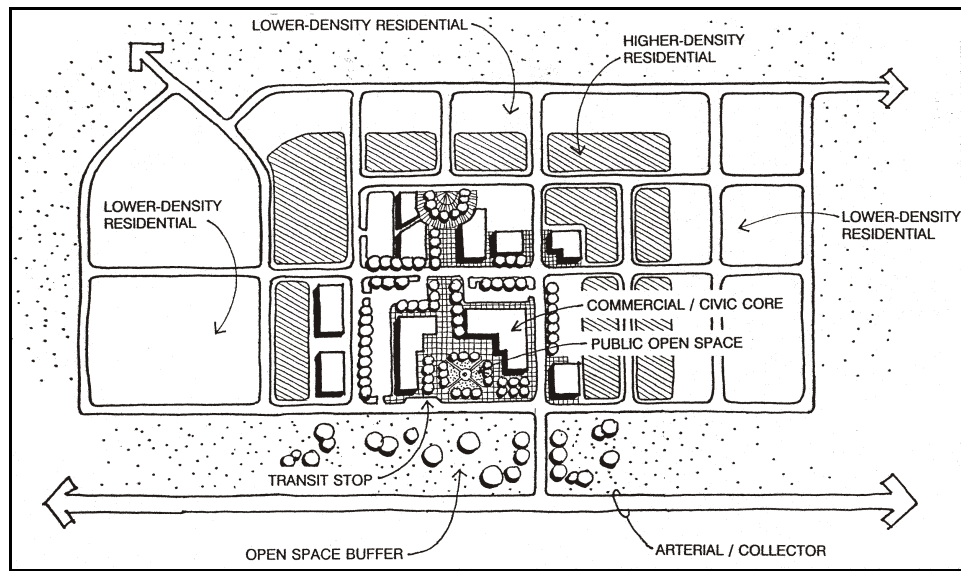 LOWER-DENSITY RESIDENTIAL
HIGHER-DENSITY
RESIDENTIAL
LOWER-DENSITY
RESIDENTIAL
LOWER-DENSITY
RESIDENTIAL
COMMERCIAL / CIVIC CORE
PUBLIC OPEN SPACE
TRANSIT STOP
OPEN SPACE BUFFER
ARTERIAL / COLLECTOR